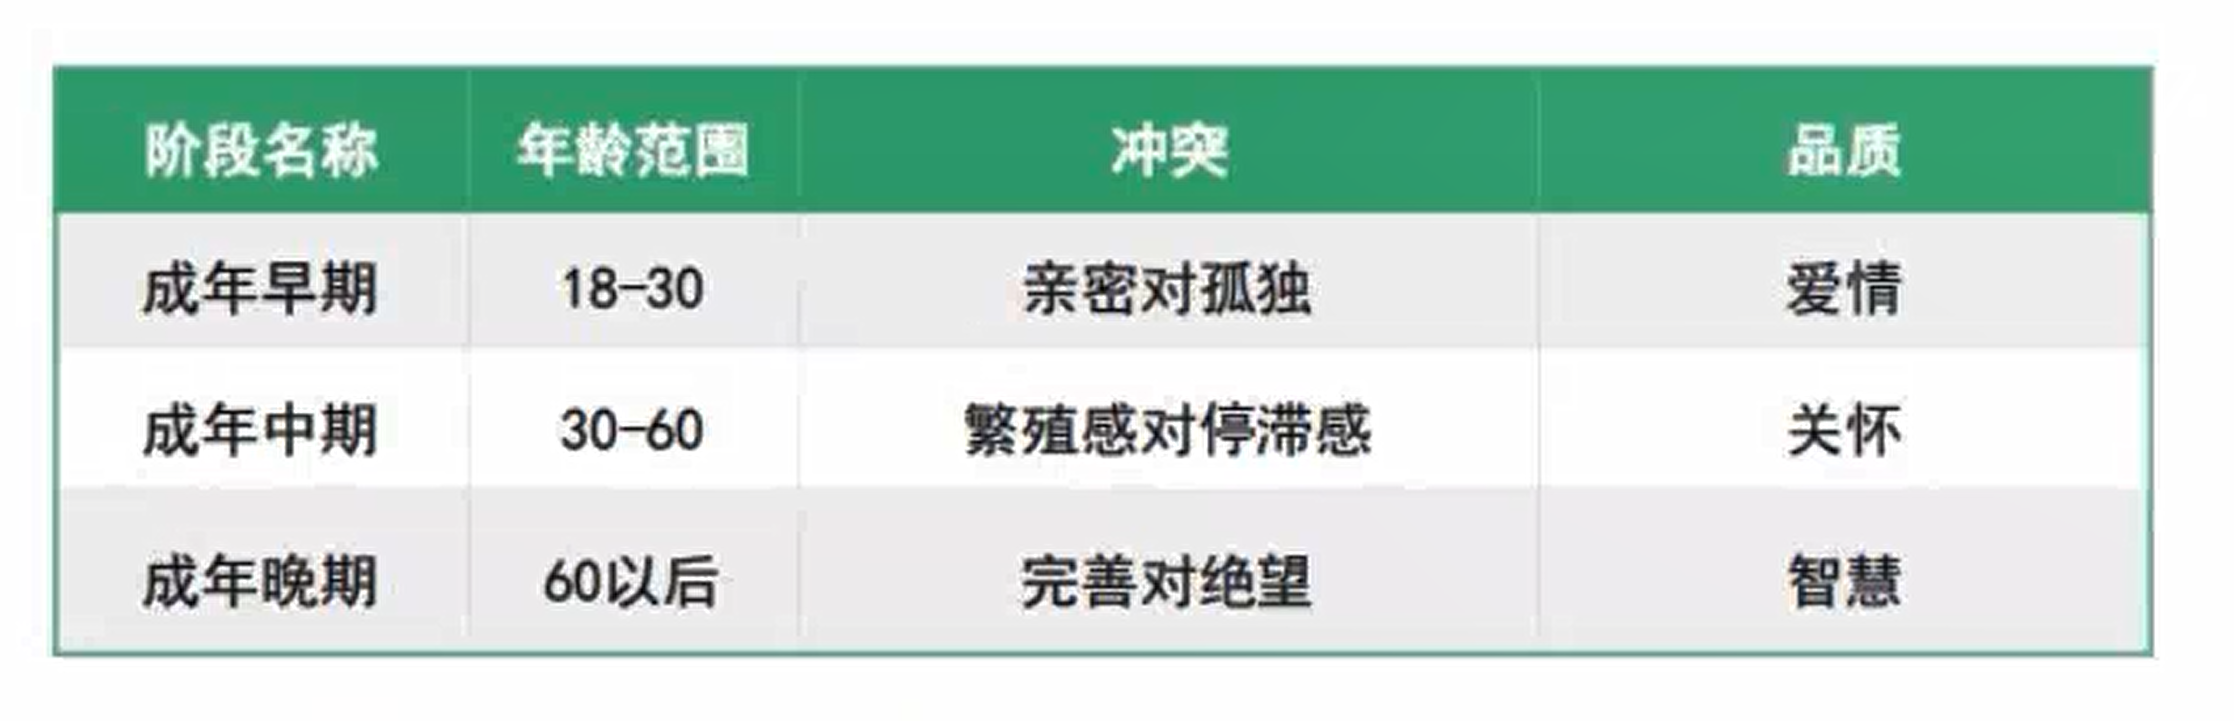 阶段名称 年龄范围 冲突 品质
成年早期 18-30 亲密对孤独 爱情
成年中期 30-60 繁殖感对停滞感 关怀
成年晚期 60以后 完善对绝望 智慧